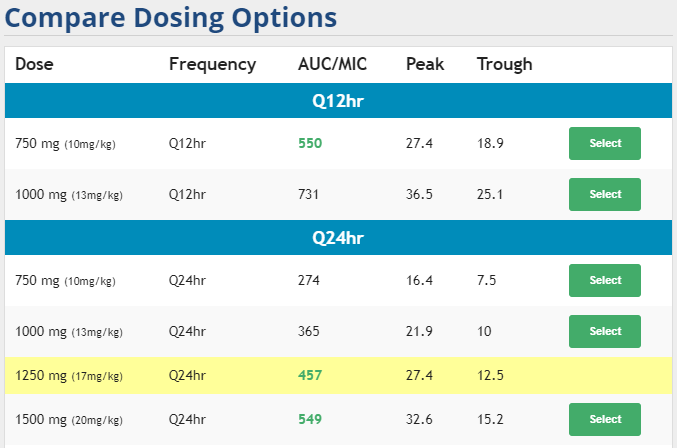 Compare Dosing Options
Dose Frequency AUC/MIC Peak Trough
Q12hr
750 mg (10mg/kg) Q12hr 550 27.4 18.9 Select
1000 mg (13mg/kg) Q12hr 731 36.5 25.1 Select
Q24hr
750 mg (10mg/kg) Q24hr 274 16.4 7.5 Select
1000 mg (13mg/kg) Q24hr 365 21.9 10 Select
1250 mg (17mg/kg) Q24hr 457 27.4 12.5
1500 mg (20mg/kg) Q24hr 549 32.6 15.2 Select